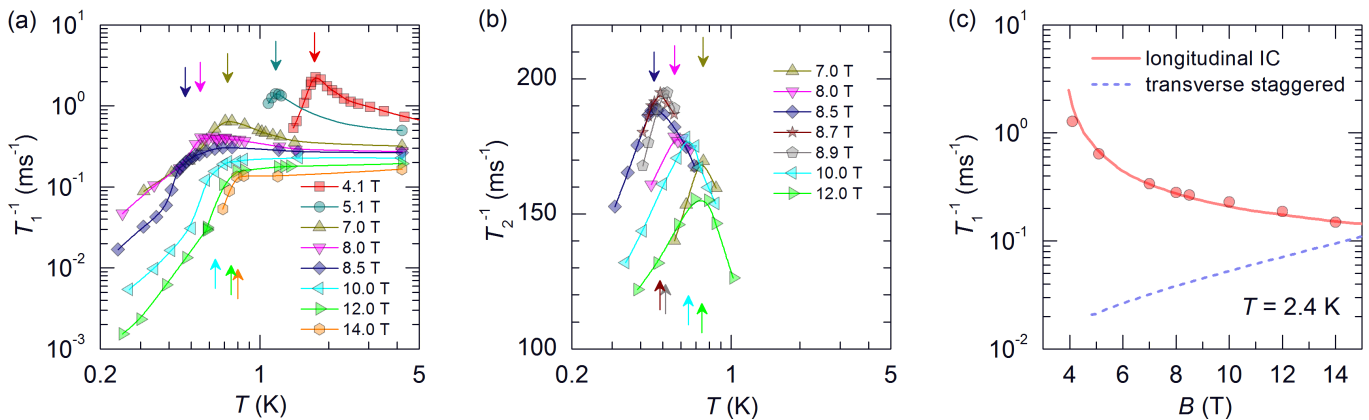 (a)
10^1
10^0
10^-1
10^-2
10^-3
T_1^-1 (ms^-1)
0.2
1
5
T (K)
4.1 T
5.1 T
7.0 T
8.0 T
8.5 T
10.0 T
12.0 T
14.0 T
(b)
200
150
100
T_2^-1 (ms^-1)
0.2
1
5
T (K)
7.0 T
8.0 T
8.5 T
8.7 T
8.9 T
10.0 T
12.0 T
(c)
10^1
10^0
10^-1
10^-2
T_1^-1 (ms^-1)
longitudinal IC
transverse staggered
T = 2.4 K
4
6
8
10
12
14
B (T)